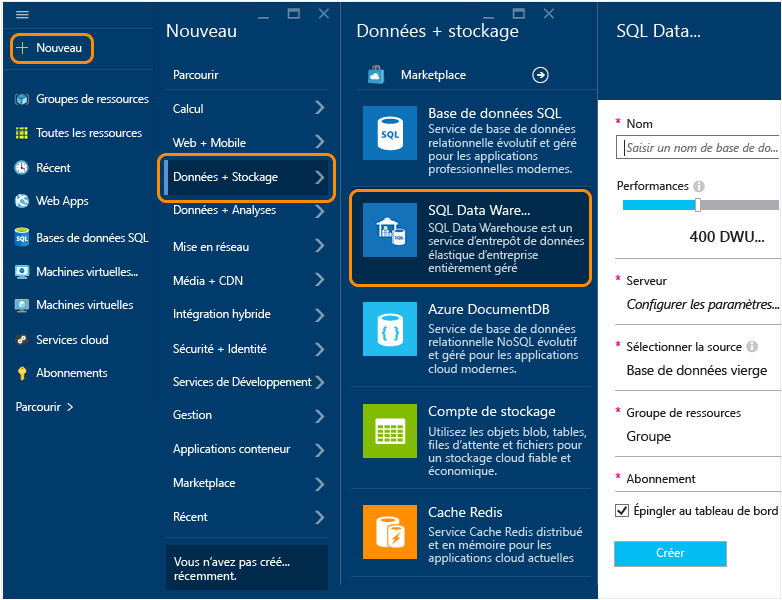 Nouveau
Groupes de ressources
Toutes les ressources
Récent
Web Apps
Bases de données SQL
Machines virtuelles...
Machines virtuelles
Services cloud
Abonnements
Parcourir
Nouveau
Parcourir
Calcul
Web + Mobile
Données + Stockage
Données + Analyses
Mise en réseau
Média + CDN
Intégration hybride
Sécurité + Identité
Services de Développement
Gestion
Applications conteneur
Marketplace
Récent
Vous n'avez pas créé...
récemment.
Données + stockage
Marketplace
SQL
Base de données SQL
Service de base de données
relationnelle évolutif et géré
pour les applications
professionnelles modernes.
SQL
SQL Data Ware...
SQL Data Warehouse est un
service d'entrepôt de données
élastique d'entreprise
entièrement géré
Azure DocumentDB
Service de base de données
relationnelle NoSQL évolutif
et géré pour les applications
cloud modernes.
Compte de stockage
Utilisez les objets blob, tables,
files d'attente et fichiers pour
un stockage cloud fiable et
économique.
Cache Redis
Service Cache Redis distribué
et en mémoire pour les
applications cloud actuelles
SQL Data...
* Nom
Saisir un nom de base de do...
Performances
400 DWU...
* Serveur
Configurer les paramètres...
* Sélectionner la source
Base de données vierge
* Groupe de ressources
Groupe
* Abonnement
Épingler au tableau de bord
Créer